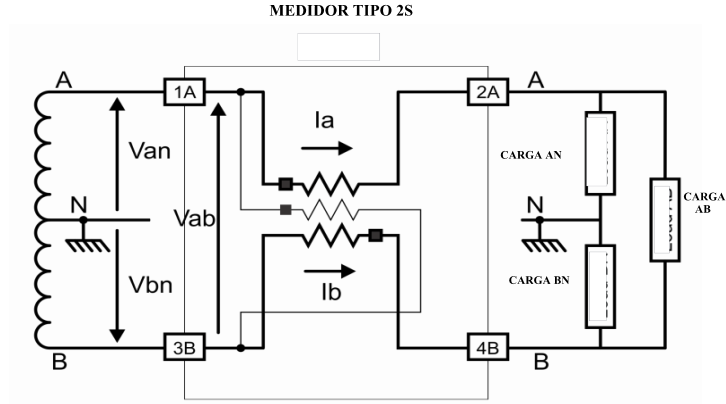 MEDIDOR TIPO 2S
A
1A
2A
A
Ia
Van
CARGA AN
N
Vab
N
CARGA
AB
Vbn
Ib
CARGA BN
3B
4B
B
B